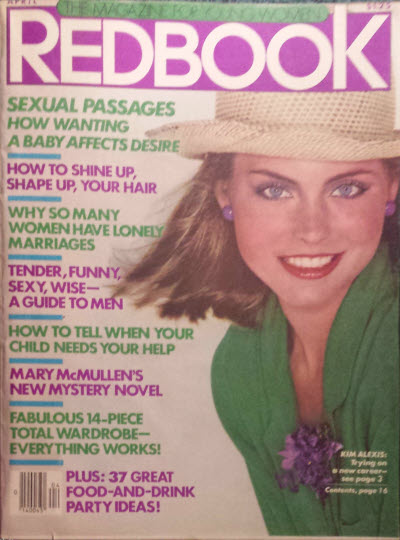 APRIL
THE MAGAZINE FOR YOUNG WOMEN
$1.25
REDBOOK
SEXUAL PASSAGES
HOW WANTING
A BABY AFFECTS DESIRE
HOW TO SHINE UP,
SHAPE UP, YOUR HAIR
WHY SO MANY
WOMEN HAVE LONELY
MARRIAGES
TENDER, FUNNY,
SEXY, WISE—
A GUIDE TO MEN
HOW TO TELL WHEN YOUR
CHILD NEEDS YOUR HELP
MARY McMULLEN'S
NEW MYSTERY NOVEL
FABULOUS 14-PIECE
TOTAL WARDROBE—
EVERYTHING WORKS!
PLUS: 37 GREAT
FOOD-AND-DRINK
PARTY IDEAS!
KIM ALEXIS:
Trying on
a new career—
see page 3
Contents, page 16
04
0